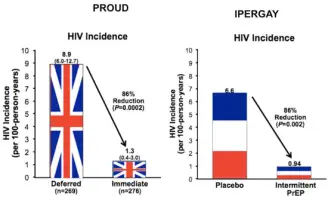 PROUD
HIV Incidence
HIV Incidence
(per 100-person-years)
10
9
8
7
6
5
4
3
2
1
0
8.9
(6.0-12.7)
86%
Reduction
(P=0.0002)
1.3
(0.4-3.0)
Deferred
(n=269)
Immediate
(n=276)
IPERGAY
HIV Incidence
HIV Incidence
(per 100-person-years)
10
9
8
7
6
5
4
3
2
1
0
6.6
86%
Reduction
(P=0.002)
0.94
Placebo
Intermittent
PrEP